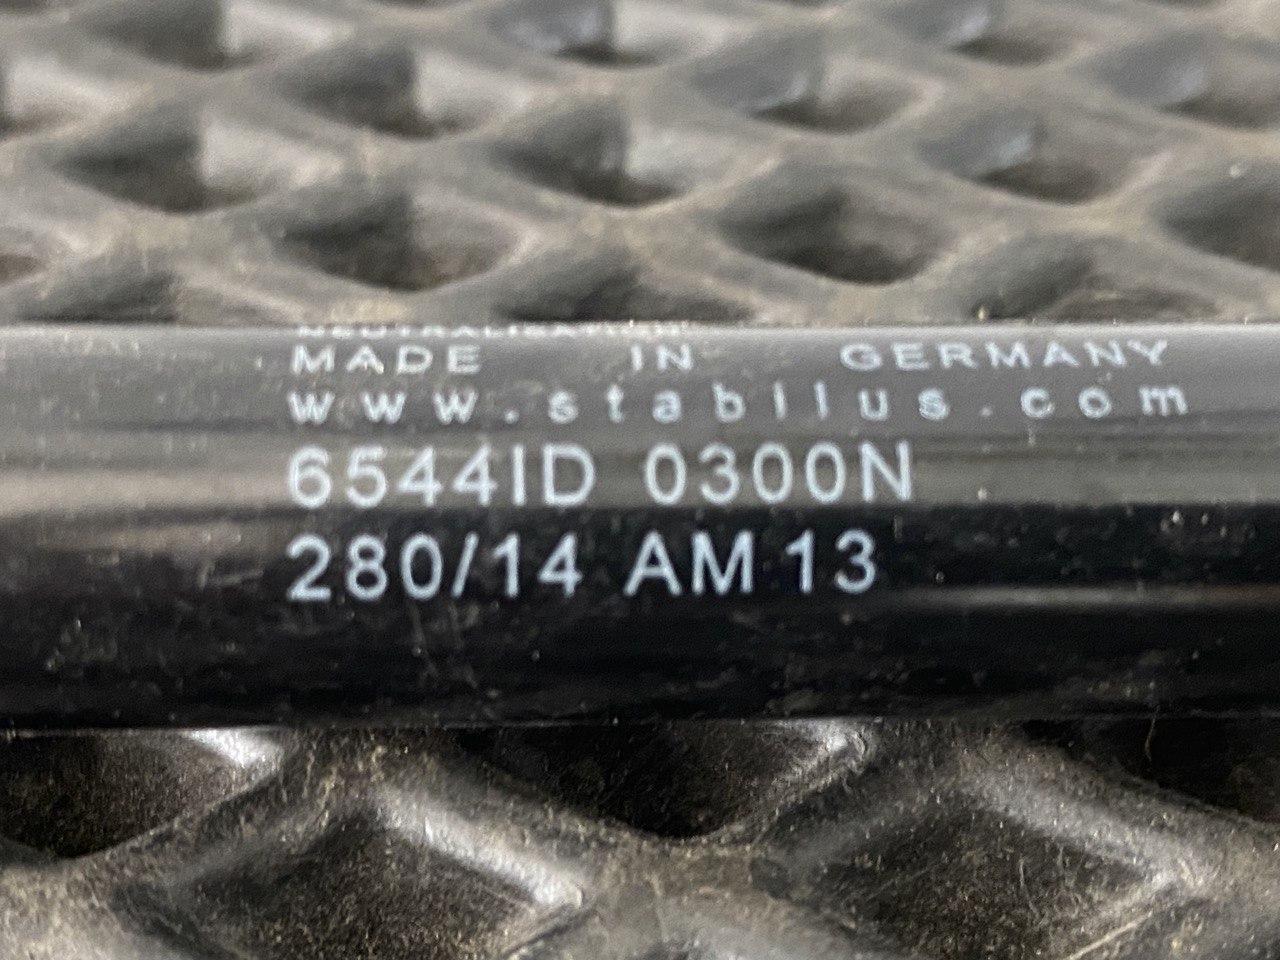 MADE IN GERMANY
www.stabilus.com
6544ID 0300N
280/14 AM 13